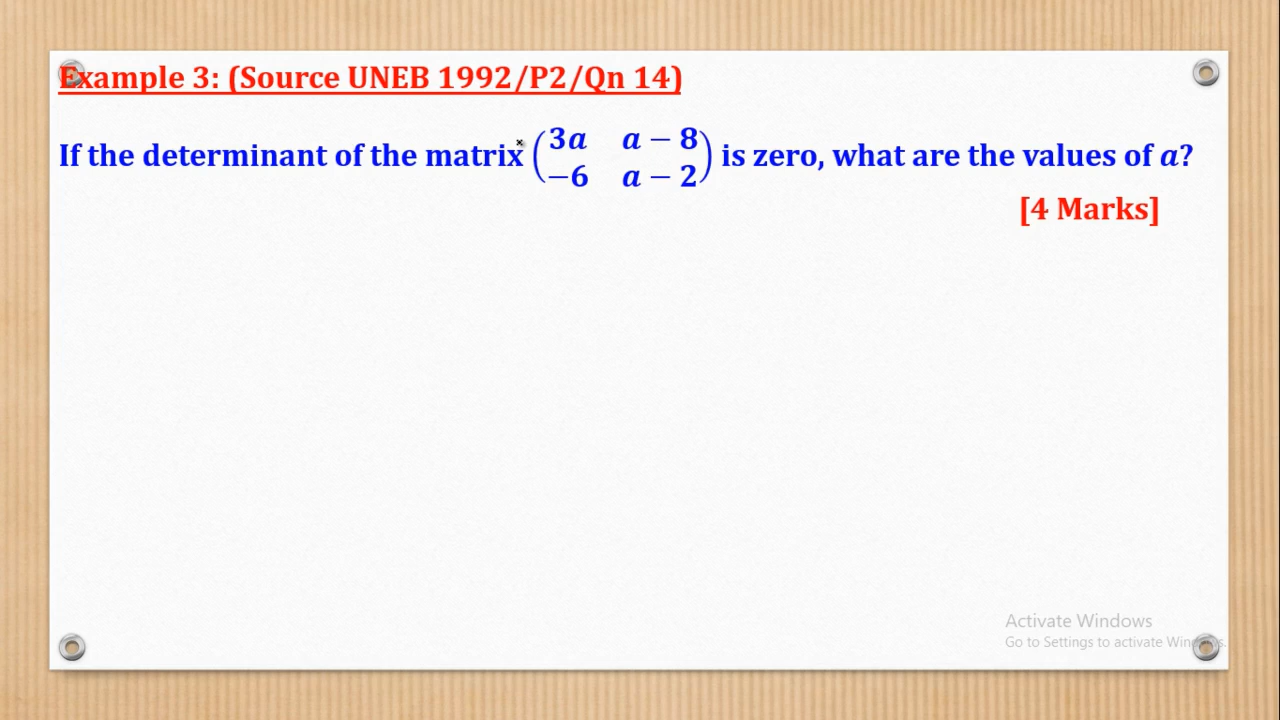 Example 3: (Source UNEB 1992/P2/Qn 14)
If the determinant of the matrix (3a a − 8
−6 a − 2) is zero, what are the values of a?
[4 Marks]
Activate Windows
Go to Settings to activate Windows.